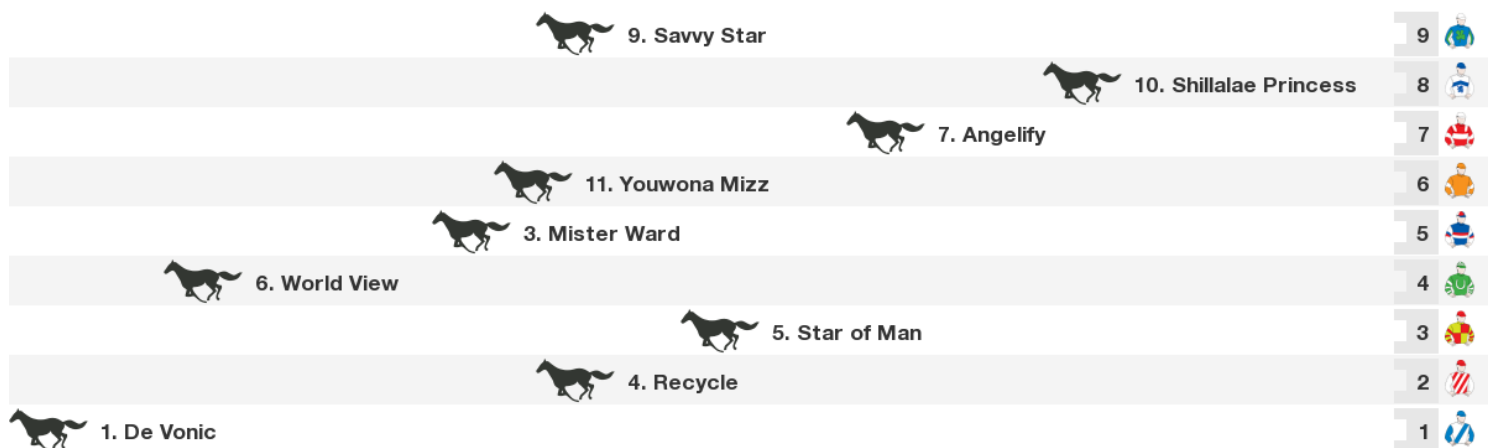 9. Savvy Star 9
10. Shillalae Princess 8
7. Angelify 7
11. Youwona Mizz 6
3. Mister Ward 5
6. World View 4
5. Star of Man 3
4. Recycle 2
1. De Vonic 1